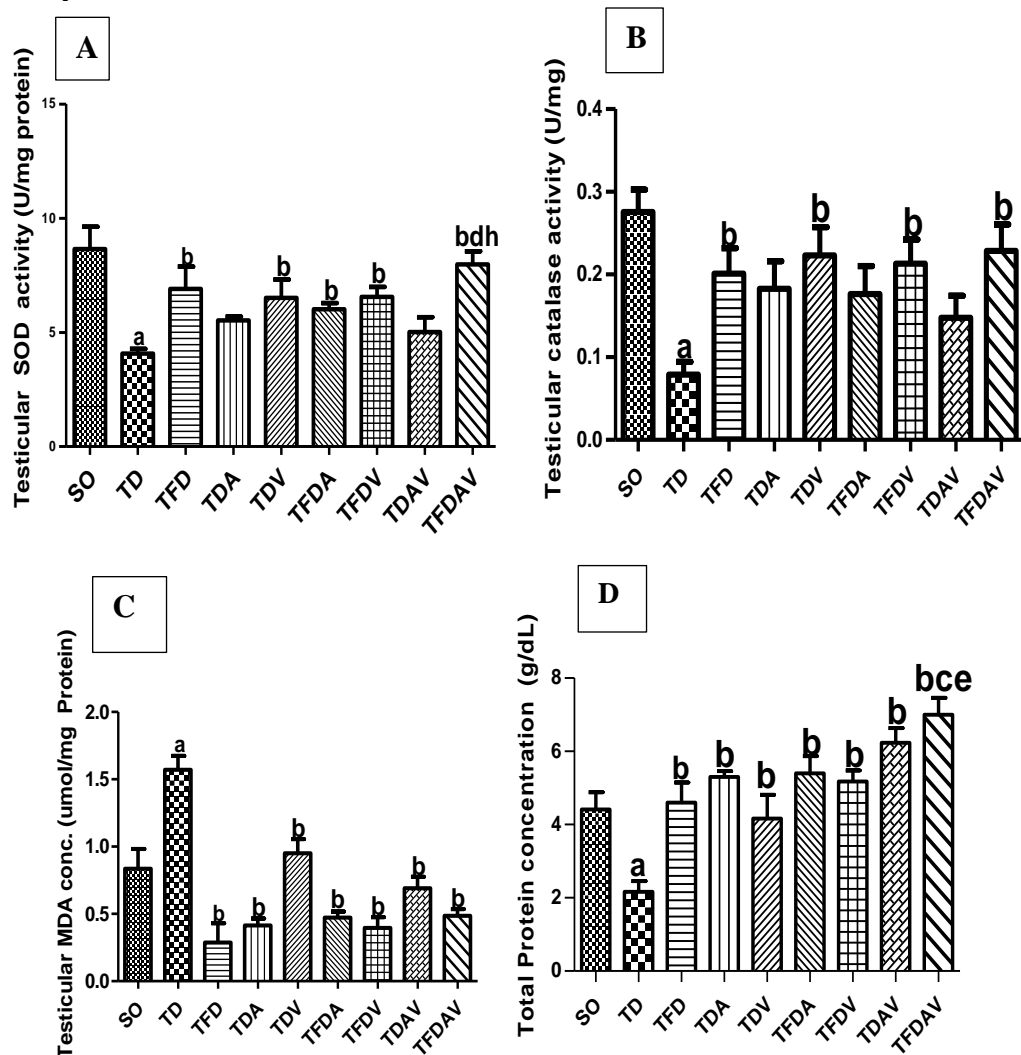 A
Testicular SOD activity (U/mg protein)
15
10
5
0
a
b
b
b
b
bdh
SO
TD
TFD
TDA
TDV
TFDA
TFDV
TDAV
TFDAV
B
Testicular catalase activity (U/mg)
0.4
0.3
0.2
0.1
0.0
a
b
b
b
b
SO
TD
TFD
TDA
TDV
TFDA
TFDV
TDAV
TFDAV
C
Testicular MDA conc. (umol/mg Protein)
2.0
1.5
1.0
0.5
0.0
a
b
b
b
b
b
b
b
SO
TD
TFD
TDA
TDV
TFDA
TFDV
TDAV
TFDAV
D
Total Protein concentration (g/dL)
8
6
4
2
0
a
b
b
b
b
b
b
bce
SO
TD
TFD
TDA
TDV
TFDA
TFDV
TDAV
TFDAV